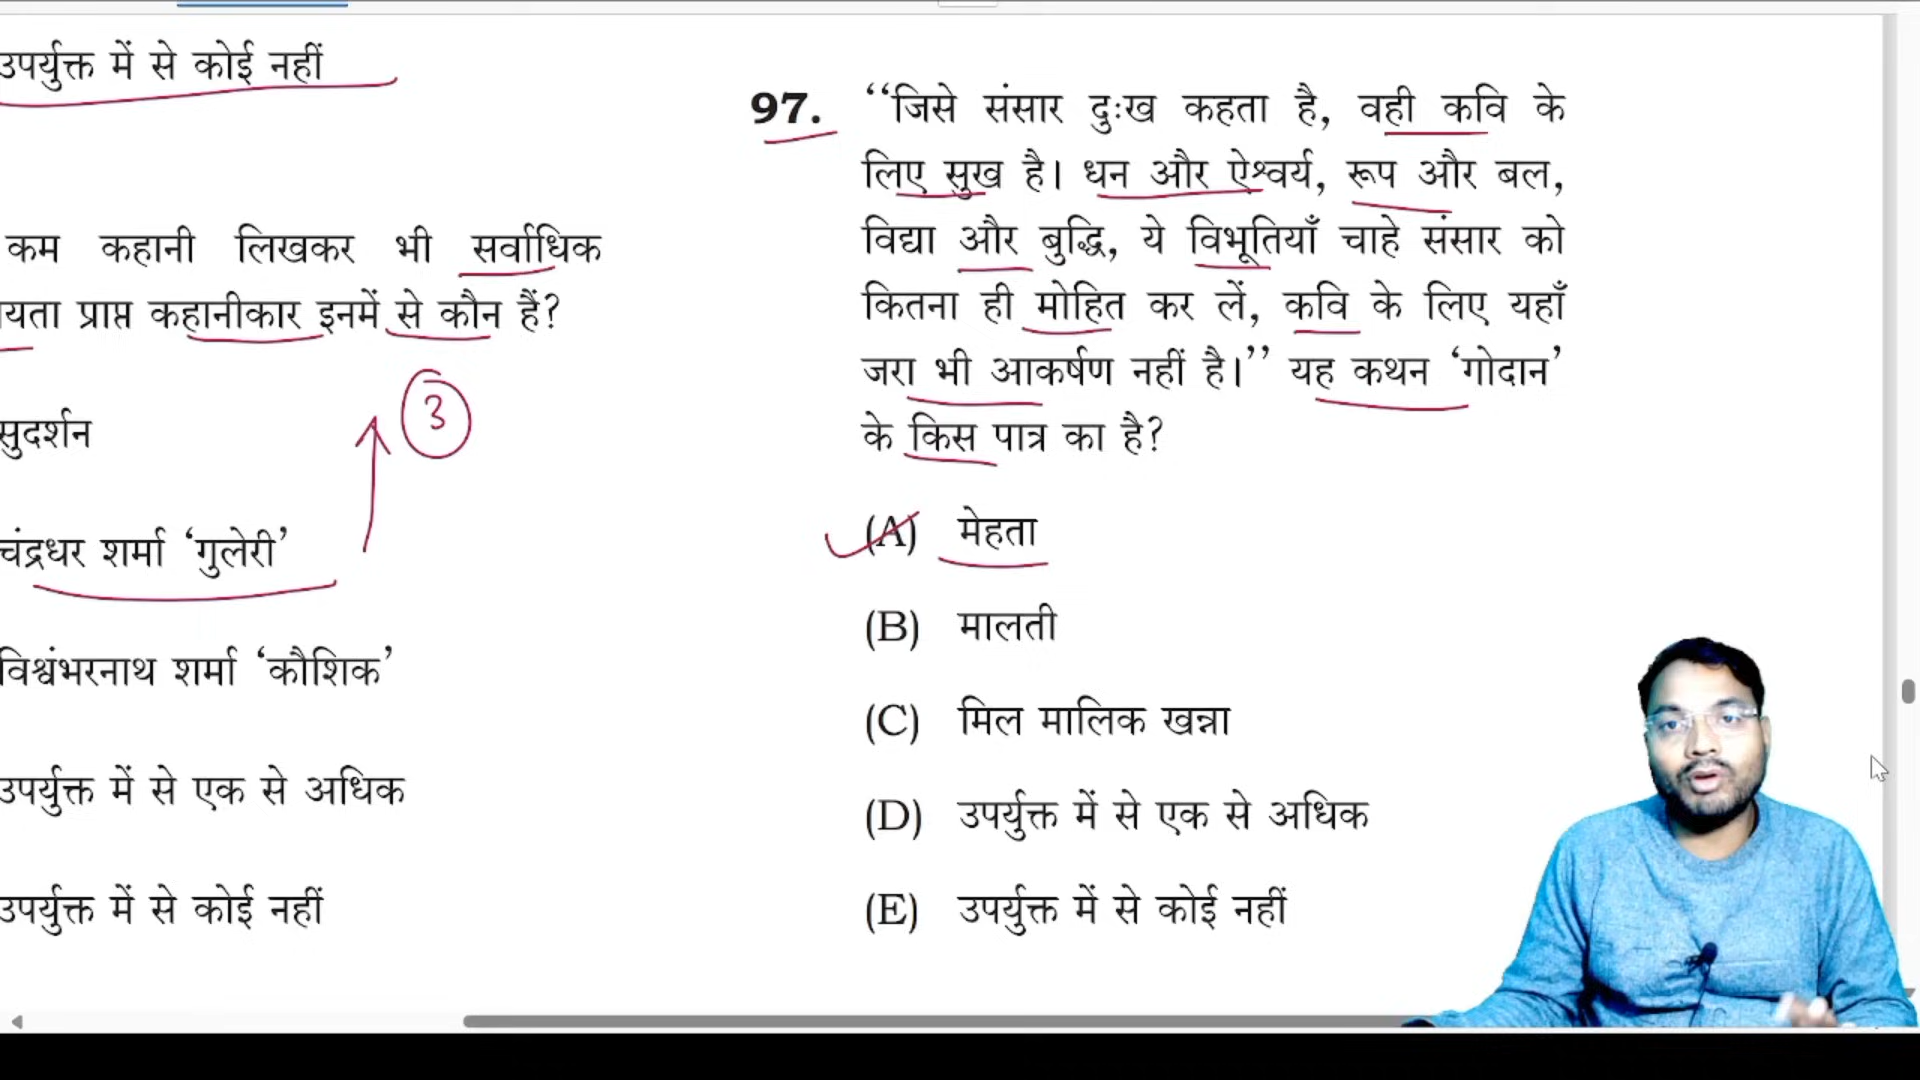 उपर्युक्त में से कोई नहीं
कम कहानी लिखकर भी सर्वाधिक
यता प्राप्त कहानीकार इनमें से कौन हैं?
3
सुदर्शन
चंद्रधर शर्मा ‘गुलेरी’
विश्वंभरनाथ शर्मा ‘कौशिक’
उपर्युक्त में से एक से अधिक
उपर्युक्त में से कोई नहीं
97. “जिसे संसार दुःख कहता है, वही कवि के
लिए सुख है। धन और ऐश्वर्य, रूप और बल,
विद्या और बुद्धि, ये विभूतियाँ चाहे संसार को
कितना ही मोहित कर लें, कवि के लिए यहाँ
जरा भी आकर्षण नहीं है।” यह कथन ‘गोदान’
के किस पात्र का है?
(A) मेहता
(B) मालती
(C) मिल मालिक खन्ना
(D) उपर्युक्त में से एक से अधिक
(E) उपर्युक्त में से कोई नहीं